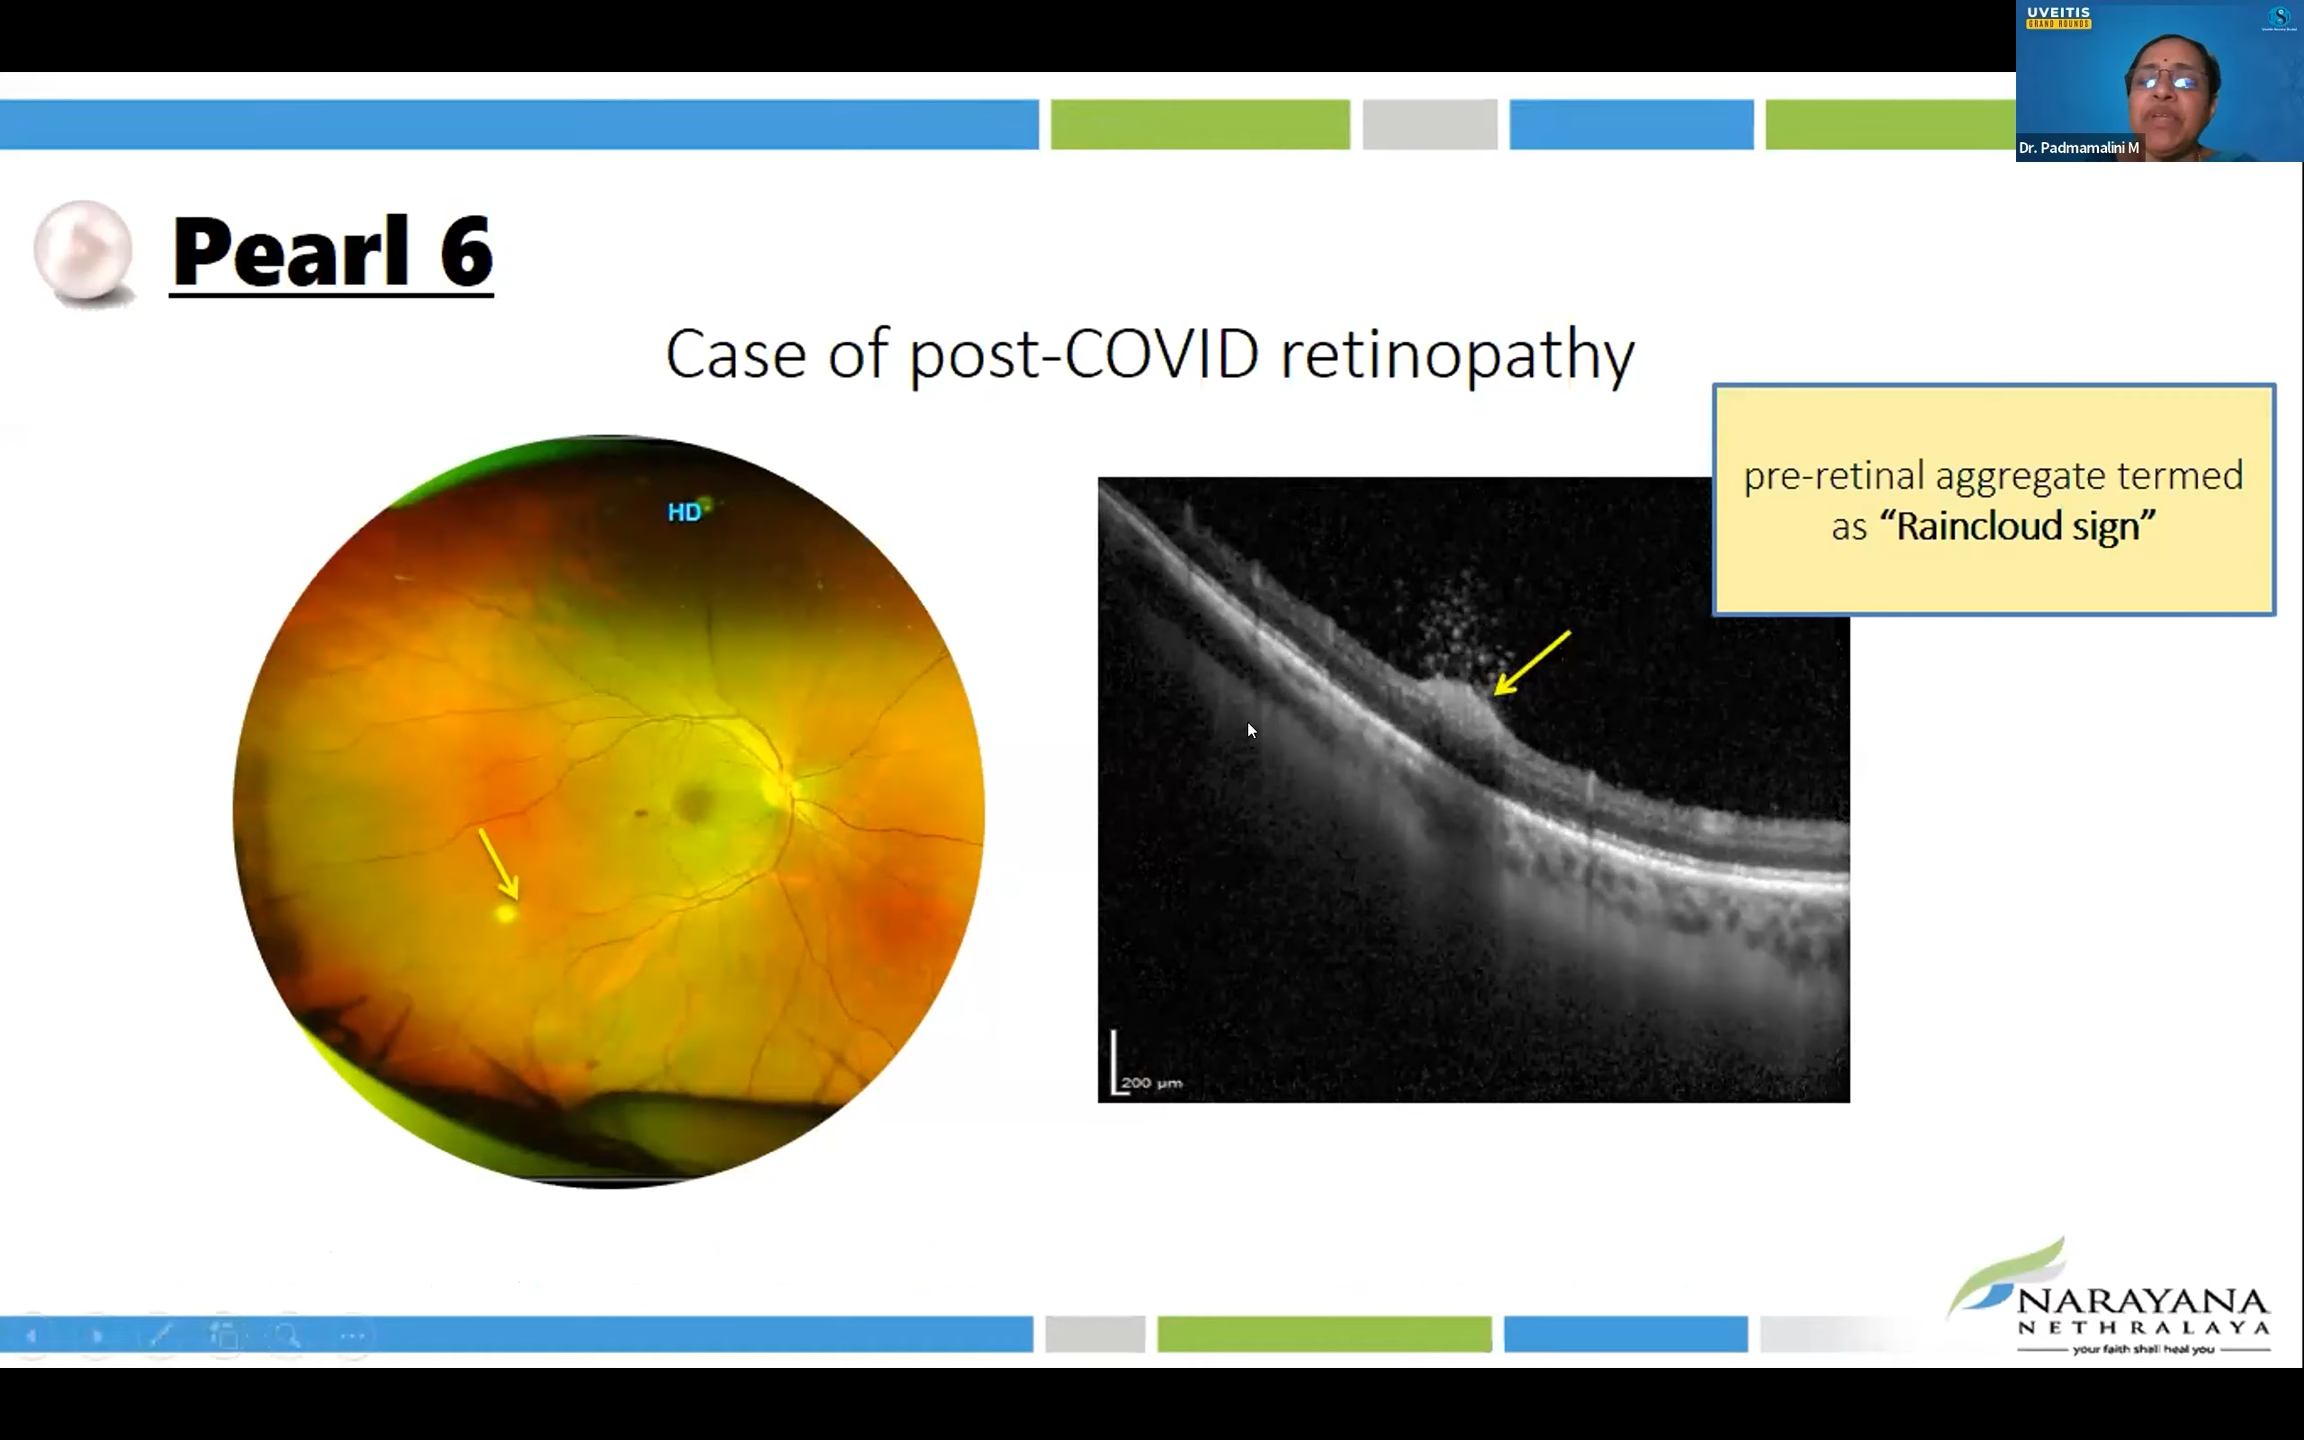 UVEITIS
GRAND ROUNDS
Dr. Padmamalini M
Pearl 6
Case of post-COVID retinopathy
pre-retinal aggregate termed
as “Raincloud sign”
HD
200 µm
NARAYANA
NETHRALAYA
your faith shall heal you